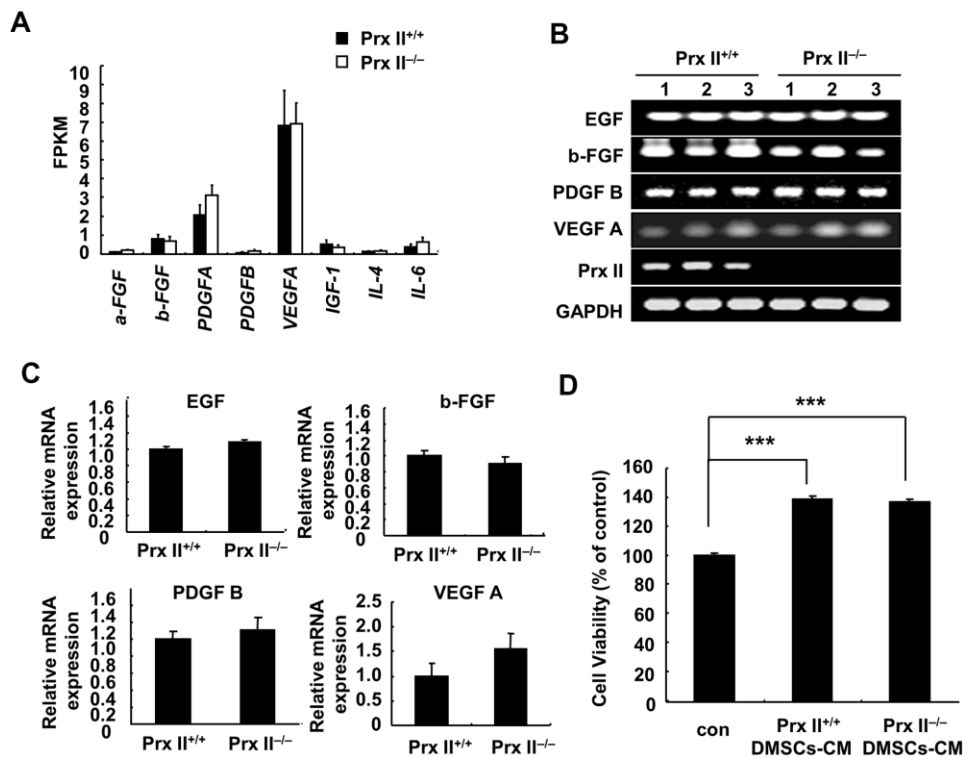 A
Prx II+/+
Prx II–/–
FPKM
10
9
8
7
6
5
4
3
2
1
0
a-FGF
b-FGF
PDGFA
PDGFB
VEGFA
IGF-1
IL-4
IL-6
B
Prx II+/+ Prx II–/–
1 2 3 1 2 3
EGF
b-FGF
PDGF B
VEGF A
Prx II
GAPDH
C
EGF
Relative mRNA
expression
1.6
1.4
1.2
1.0
0.8
0.6
0.4
0.2
0
Prx II+/+ Prx II–/–
b-FGF
Relative mRNA
expression
1.6
1.4
1.2
1.0
0.8
0.6
0.4
0.2
0
Prx II+/+ Prx II–/–
PDGF B
Relative mRNA
expression
1.6
1.4
1.2
1.0
0.8
0.6
0.4
0.2
0
Prx II+/+ Prx II–/–
VEGF A
Relative mRNA
expression
2.5
2.0
1.5
1.0
0.5
0
Prx II+/+ Prx II–/–
D
***
***
Cell Viability (% of control)
160
140
120
100
80
60
40
20
0
con
Prx II+/+
DMSCs-CM
Prx II–/–
DMSCs-CM